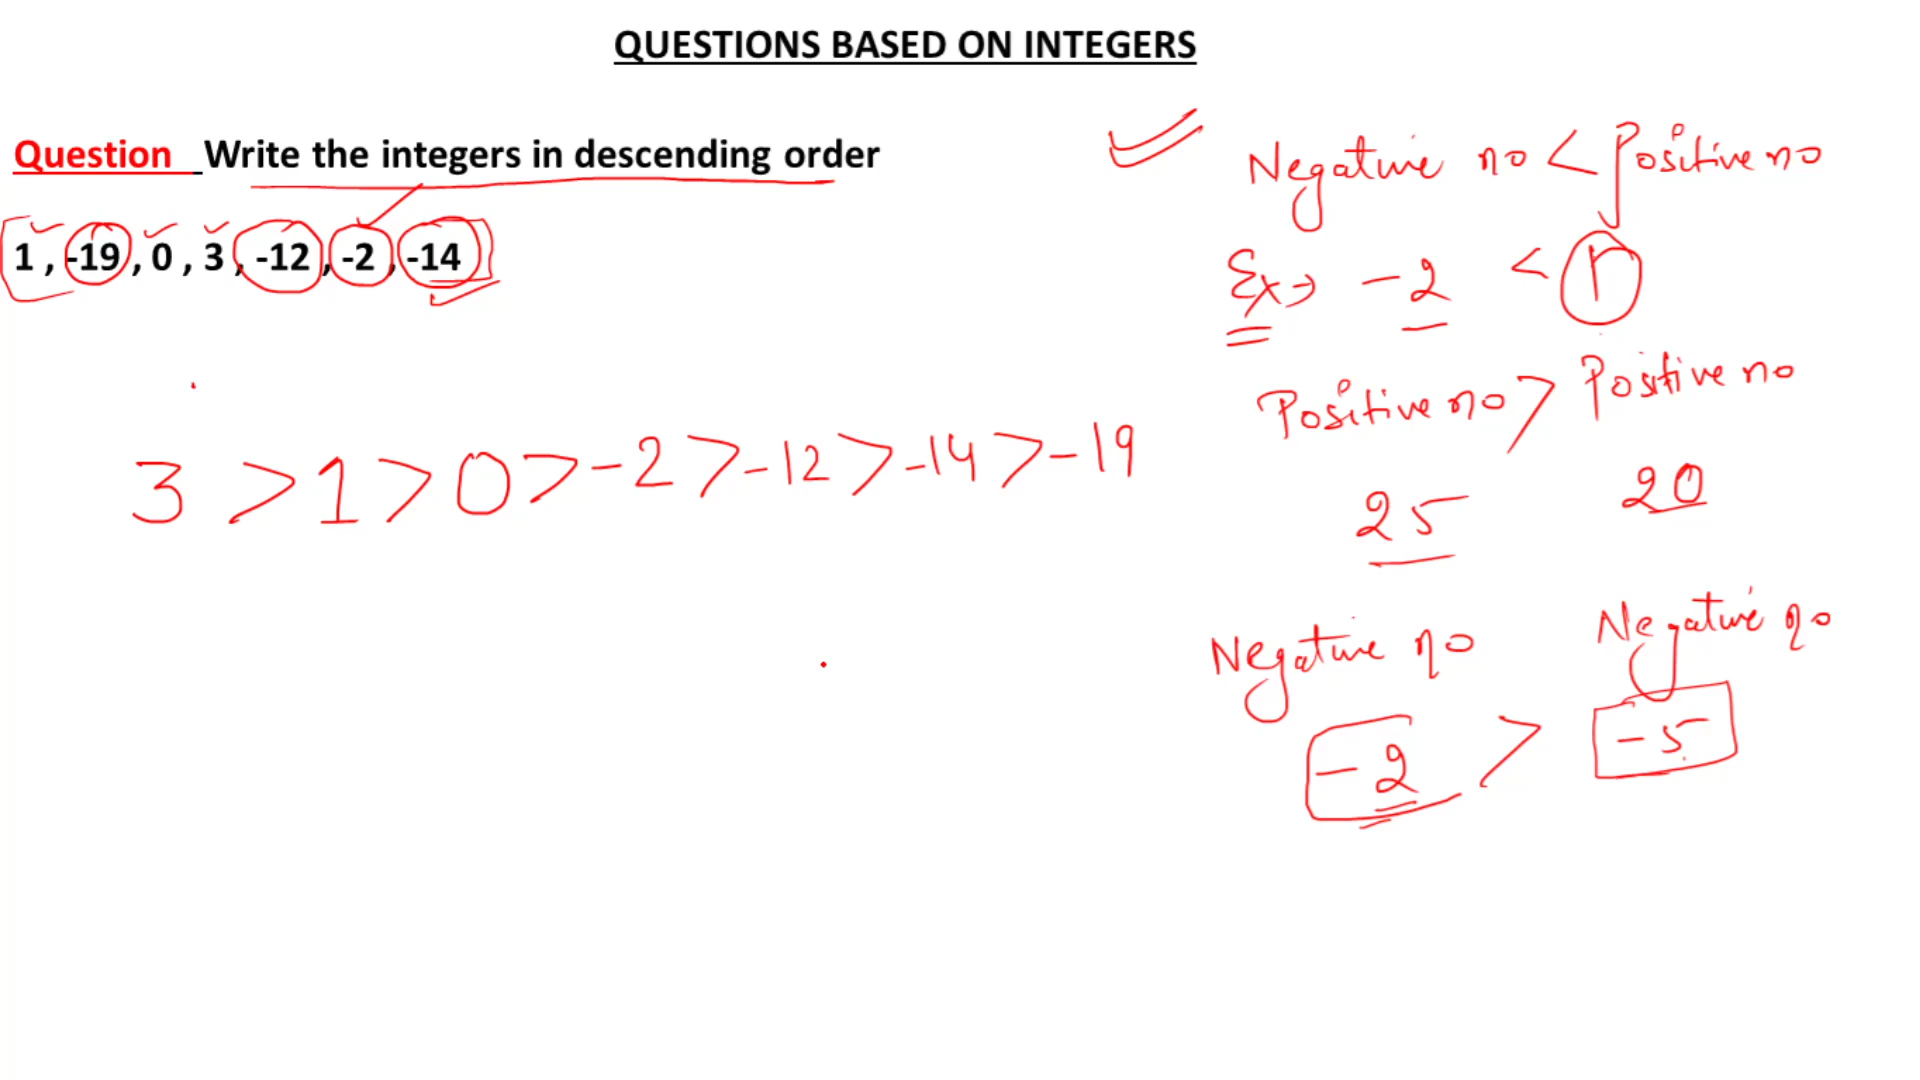 QUESTIONS BASED ON INTEGERS
Question Write the integers in descending order
1 , -19 , 0 , 3 , -12 , -2 , -14
3 > 1 > 0 > -2 > -12 > -14 > -19
Negative no < Positive no
Ex → -2 < 1
Positive no > Positive no
25 20
Negative no Negative no
-2 > -5